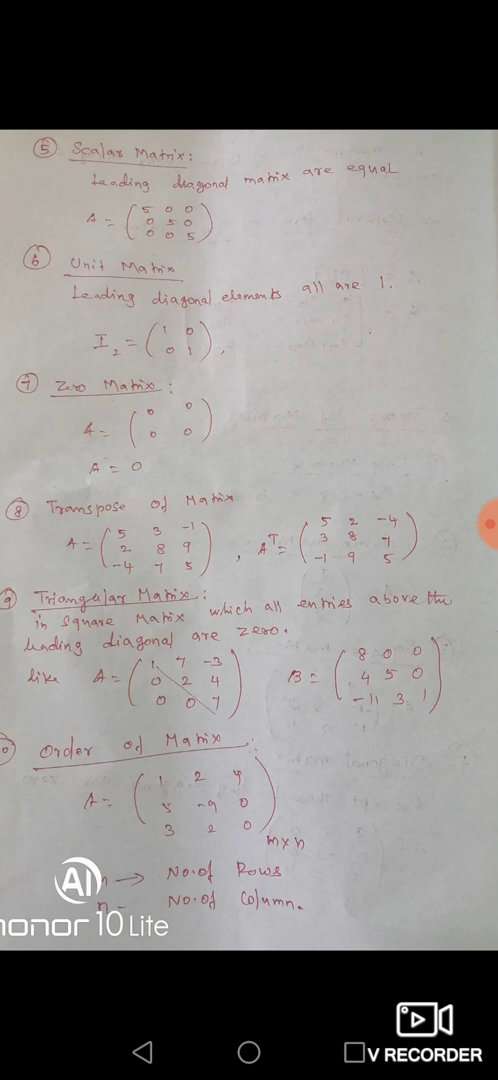 5 Scalar Matrix:
Leading diagonal matrix are equal
A = ( 5 0 0
0 5 0
0 0 5 )
6 Unit Matrix
Leading diagonal elements all are 1.
I2 = ( 1 0
0 1 ),
7 Zero Matrix:
A = ( 0 0
0 0 )
A = 0
8 Transpose of Matrix
A = ( 5 3 -1
2 8 9
-4 7 5 ) , A^T = ( 5 2 -4
3 8 7
-1 9 5 )
9 Triangular Matrix:
in Square Matrix which all entries above the
leading diagonal are zero.
like A = ( 1 7 -3
0 2 4
0 0 7 ) B = ( 8 0 0
4 5 0
-11 3 1 )
Order of Matrix:
A = ( 1 2 4
5 -9 0
3 2 0 ) m x n
→ No. of Rows
n - No. of Column.
AI
honor 10 Lite
V RECORDER